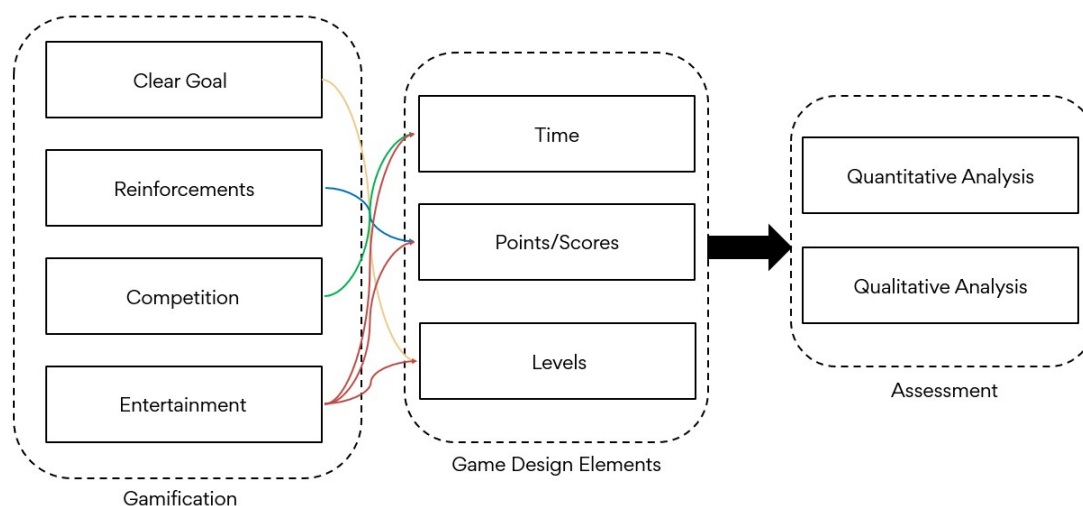 Clear Goal
Reinforcements
Competition
Entertainment
Gamification
Time
Points/Scores
Levels
Game Design Elements
Quantitative Analysis
Qualitative Analysis
Assessment